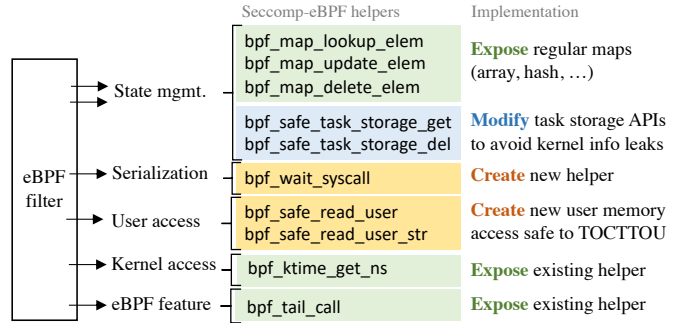 Seccomp-eBPF helpers
Implementation
eBPF
filter
State mgmt.
bpf_map_lookup_elem
bpf_map_update_elem
bpf_map_delete_elem
Expose regular maps
(array, hash, …)
bpf_safe_task_storage_get
bpf_safe_task_storage_del
Modify task storage APIs
to avoid kernel info leaks
Serialization
bpf_wait_syscall
Create new helper
User access
bpf_safe_read_user
bpf_safe_read_user_str
Create new user memory
access safe to TOCTTOU
Kernel access
bpf_ktime_get_ns
Expose existing helper
eBPF feature
bpf_tail_call
Expose existing helper